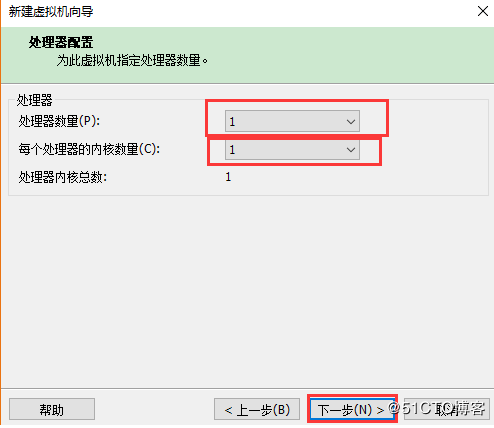 新建虚拟机向导
处理器配置
为此虚拟机指定处理器数量。
处理器
处理器数量(P): 1
每个处理器的内核数量(C): 1
处理器内核总数: 1
帮助 < 上一步(B) 下一步(N) > 取消
@51CTO博客